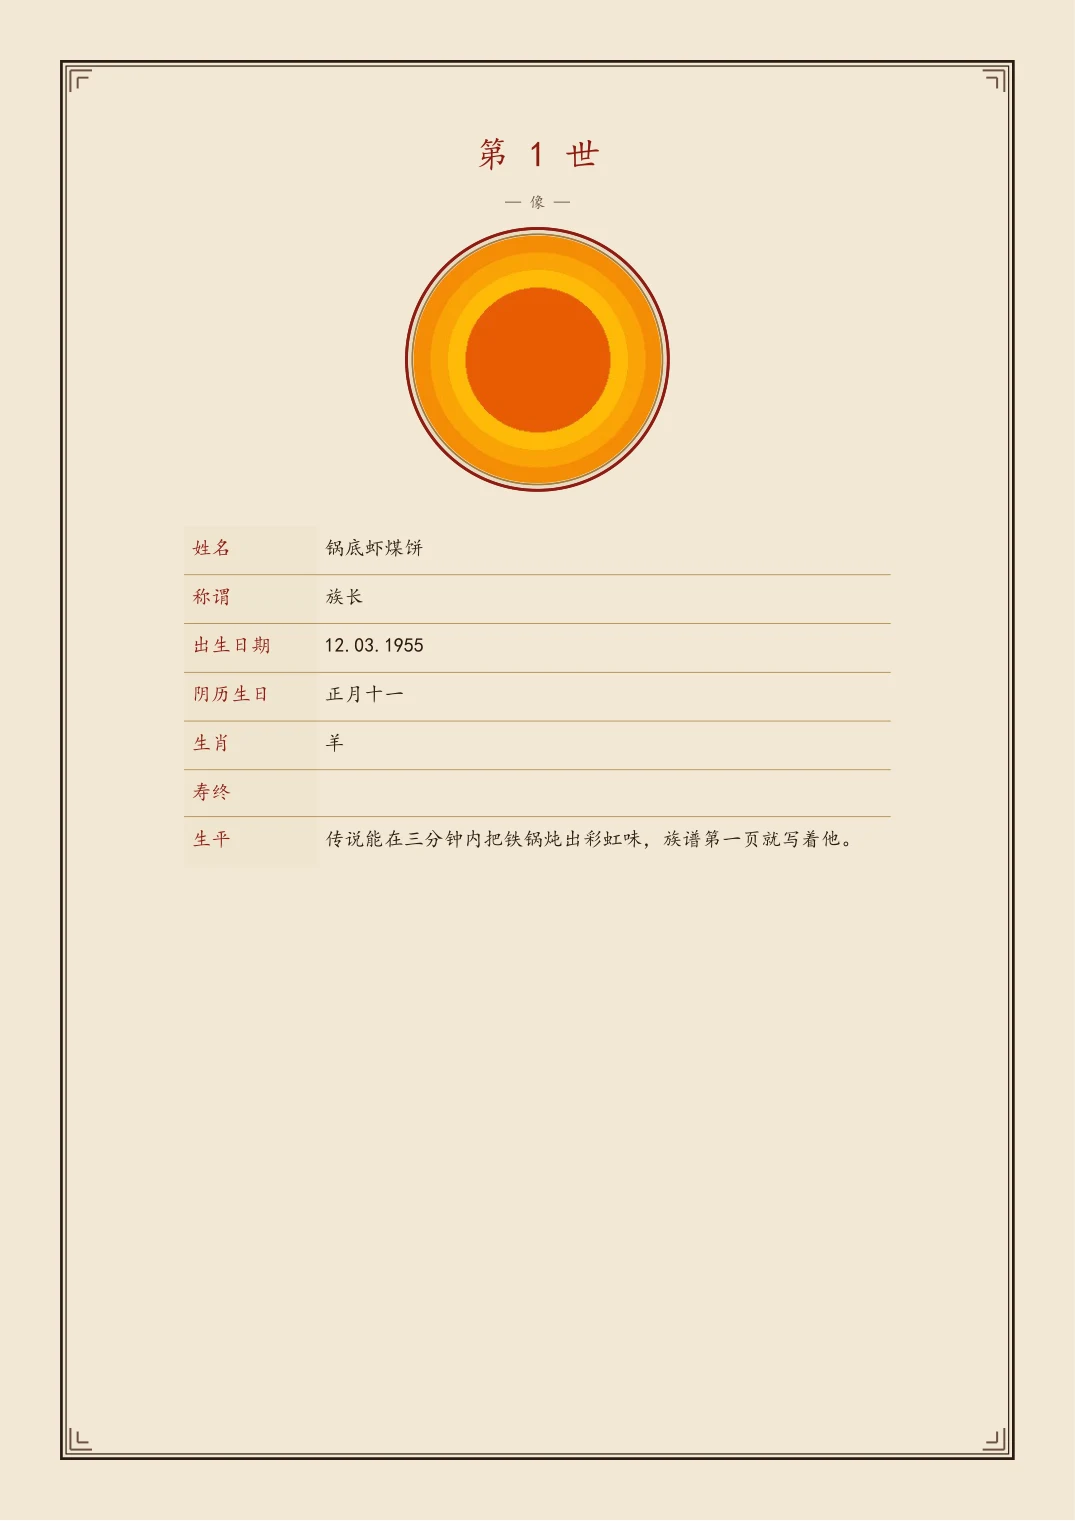 第 1 世
— 像 —
姓名 锅底虾煤饼
称谓 族长
出生日期 12.03.1955
阴历生日 正月十一
生肖 羊
寿终
生平 传说能在三分钟内把铁锅炖出彩虹味，族谱第一页就写着他。